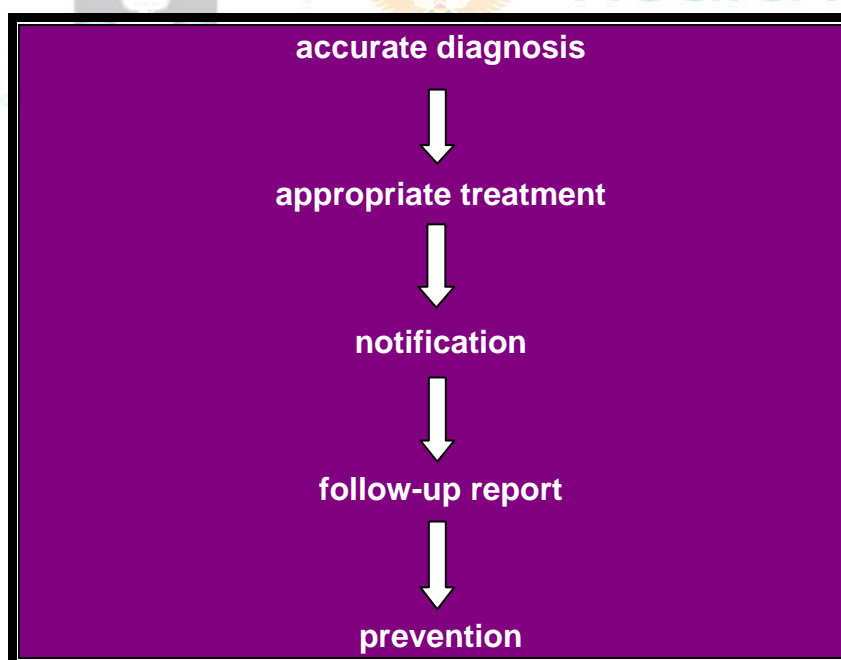 accurate diagnosis
appropriate treatment
notification
follow-up report
prevention